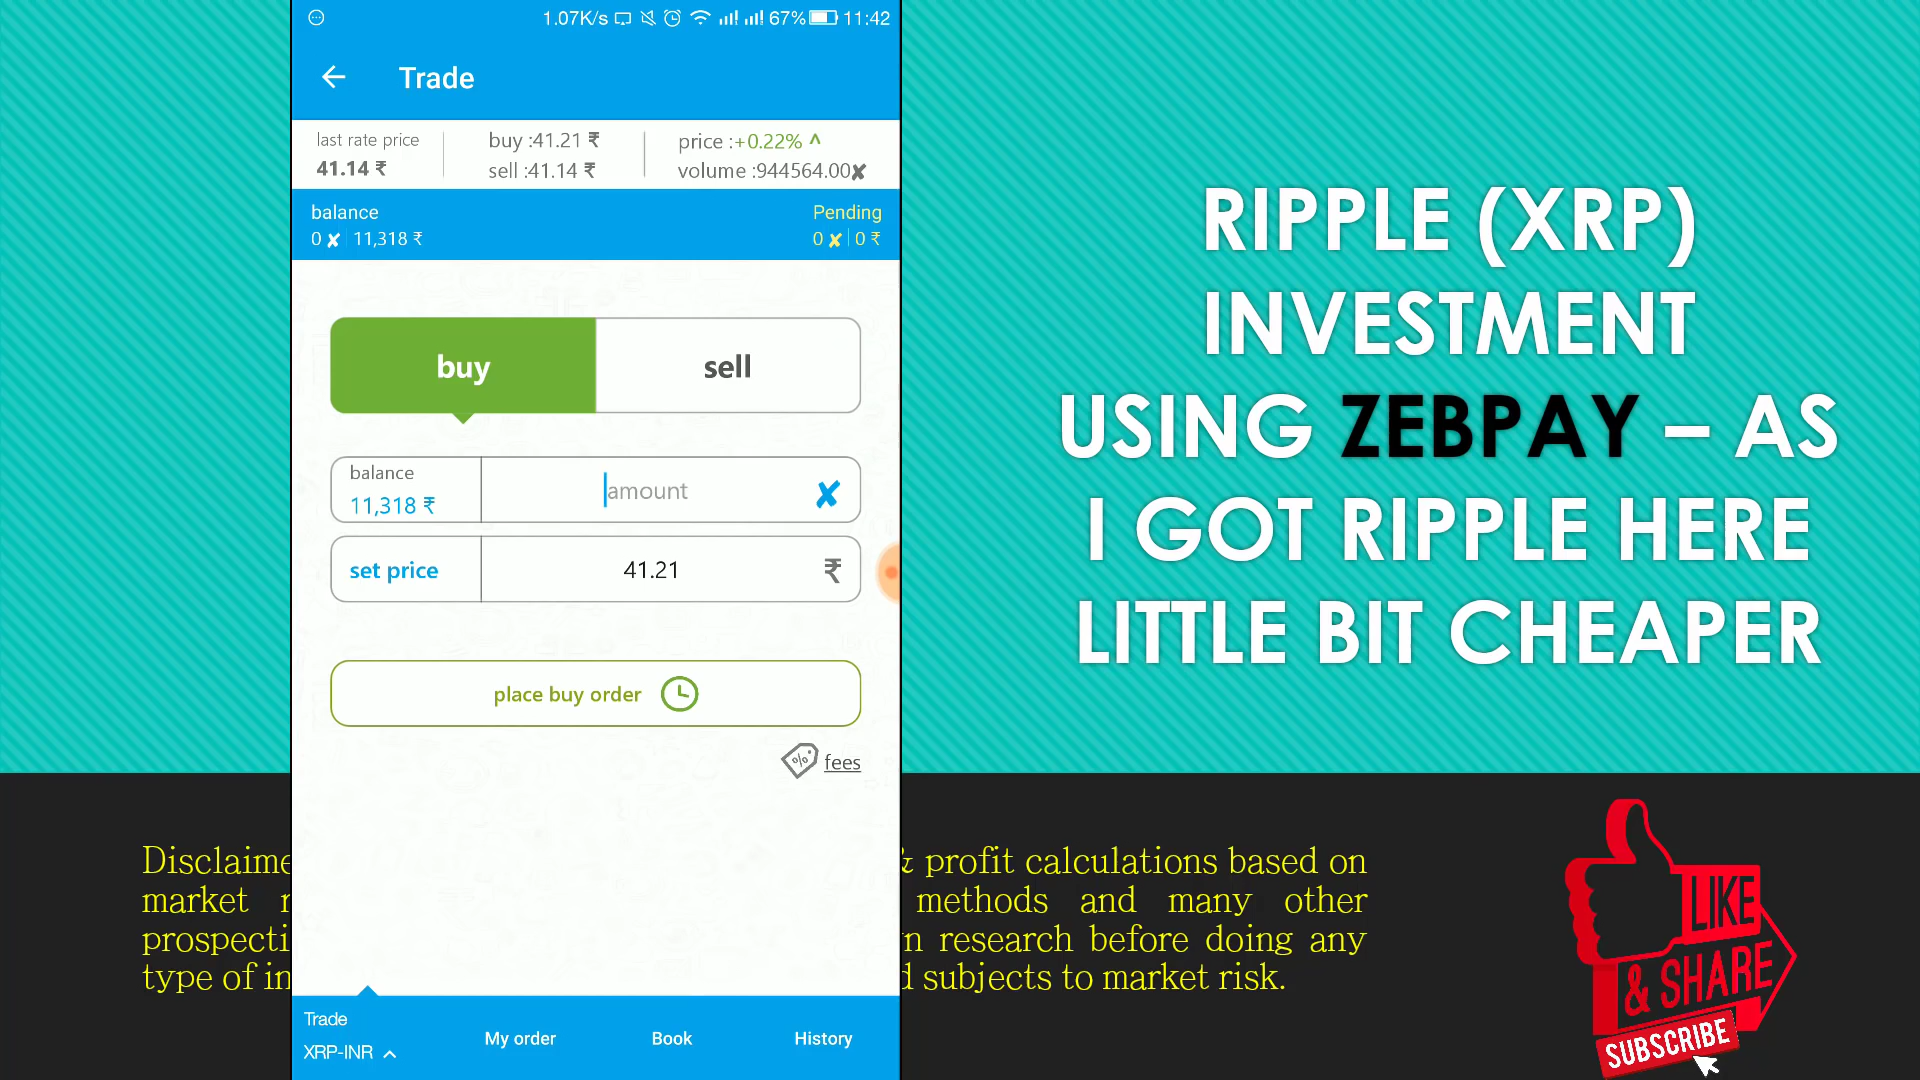 1.07K/s 67% 11:42
Trade
last rate price
41.14 ₹
buy :41.21 ₹
sell :41.14 ₹
price :+0.22% ^
volume :944564.00
balance
0 | 11,318 ₹
Pending
0 | 0 ₹
buy
sell
balance
11,318 ₹
amount
set price
41.21
₹
place buy order
% fees
Trade
XRP-INR
My order
Book
History
RIPPLE (XRP)
INVESTMENT
USING ZEBPAY – AS
I GOT RIPPLE HERE
LITTLE BIT CHEAPER
& profit calculations based on
market methods and many other
research before doing any
type of subjects to market risk.
LIKE
& SHARE
SUBSCRIBE